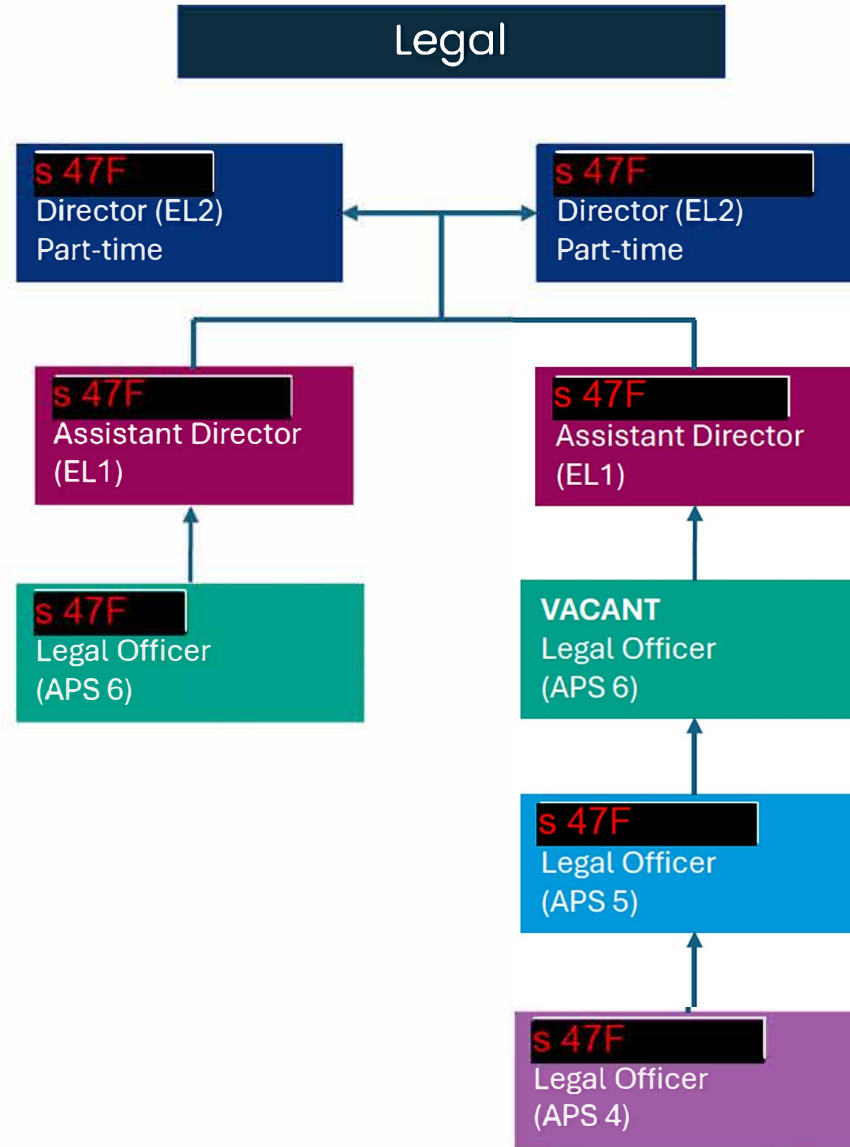 Legal
s 47F
Director (EL2)
Part-time
s 47F
Director (EL2)
Part-time
s 47F
Assistant Director
(EL1)
s 47F
Assistant Director
(EL1)
s 47F
Legal Officer
(APS 6)
VACANT
Legal Officer
(APS 6)
s 47F
Legal Officer
(APS 5)
s 47F
Legal Officer
(APS 4)